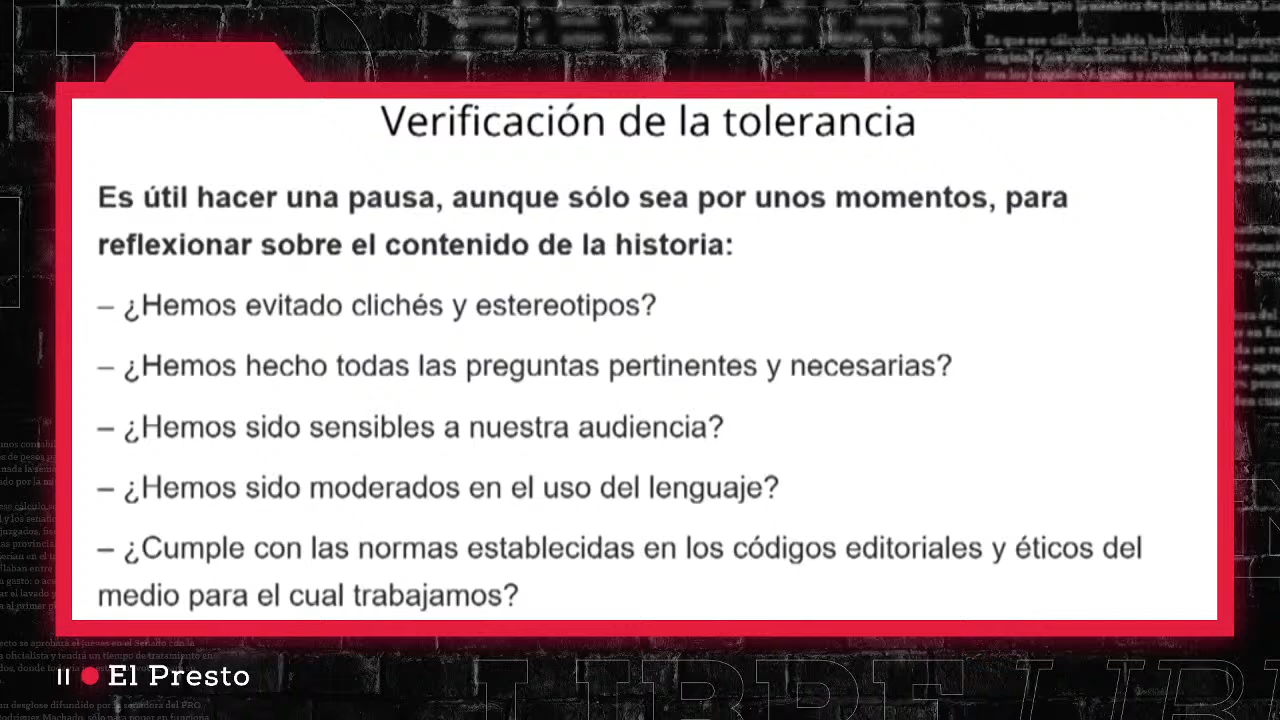 Verificación de la tolerancia
Es útil hacer una pausa, aunque sólo sea por unos momentos, para
reflexionar sobre el contenido de la historia:
– ¿Hemos evitado clichés y estereotipos?
– ¿Hemos hecho todas las preguntas pertinentes y necesarias?
– ¿Hemos sido sensibles a nuestra audiencia?
– ¿Hemos sido moderados en el uso del lenguaje?
– ¿Cumple con las normas establecidas en los códigos editoriales y éticos del
medio para el cual trabajamos?
El Presto
LIBRE